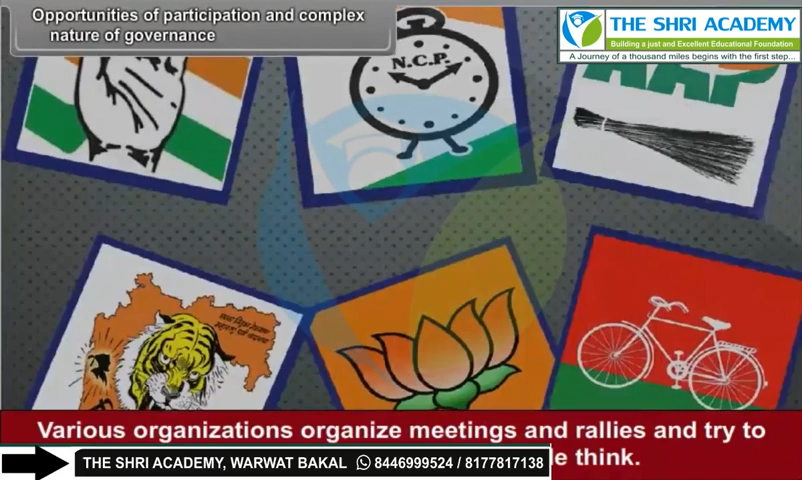 Opportunities of participation and complex
nature of governance
THE SHRI ACADEMY
Building a just and Excellent Educational Foundation
A Journey of a thousand miles begins with the first step...
N.C.P.
AAP
Various organizations organize meetings and rallies and try to
think.
THE SHRI ACADEMY, WARWAT BAKAL 8446999524 / 8177817138